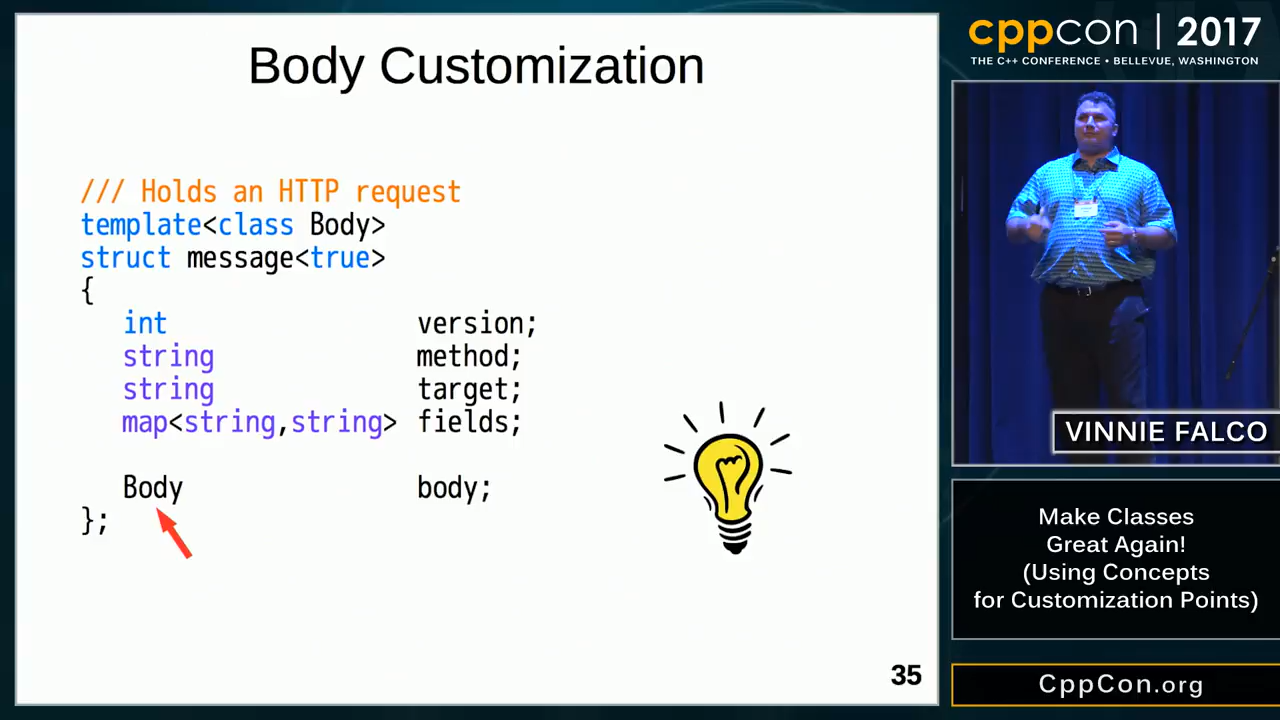 Body Customization
/// Holds an HTTP request
template<class Body>
struct message<true>
{
int version;
string method;
string target;
map<string,string> fields;
Body body;
};
35
cppcon | 2017
THE C++ CONFERENCE • BELLEVUE, WASHINGTON
VINNIE FALCO
Make Classes
Great Again!
(Using Concepts
for Customization Points)
CppCon.org